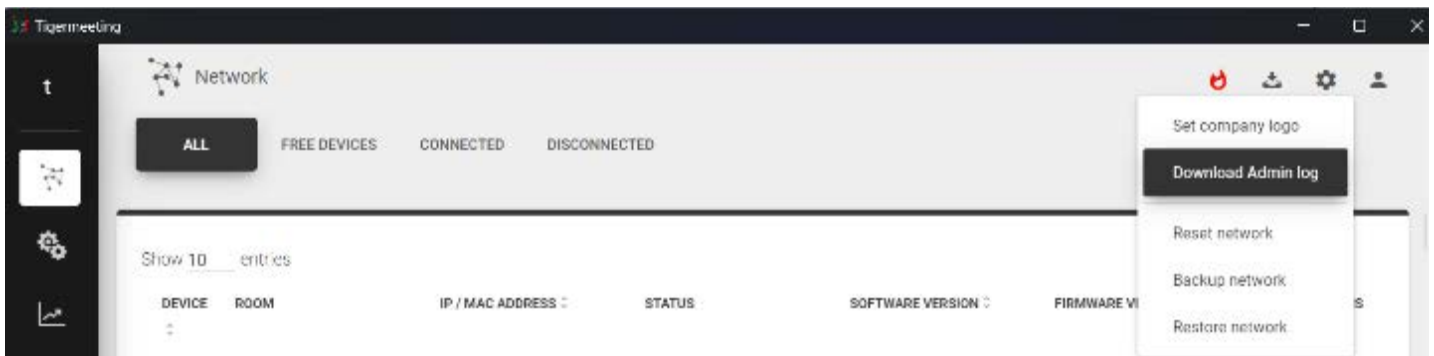 Tigermeeting
t
Network
Set company logo
ALL FREE DEVICES CONNECTED DISCONNECTED
Download Admin log
Reset network
Show 10 entries
Backup network
DEVICE ROOM IP / MAC ADDRESS STATUS SOFTWARE VERSION FIRMWARE
Restore network